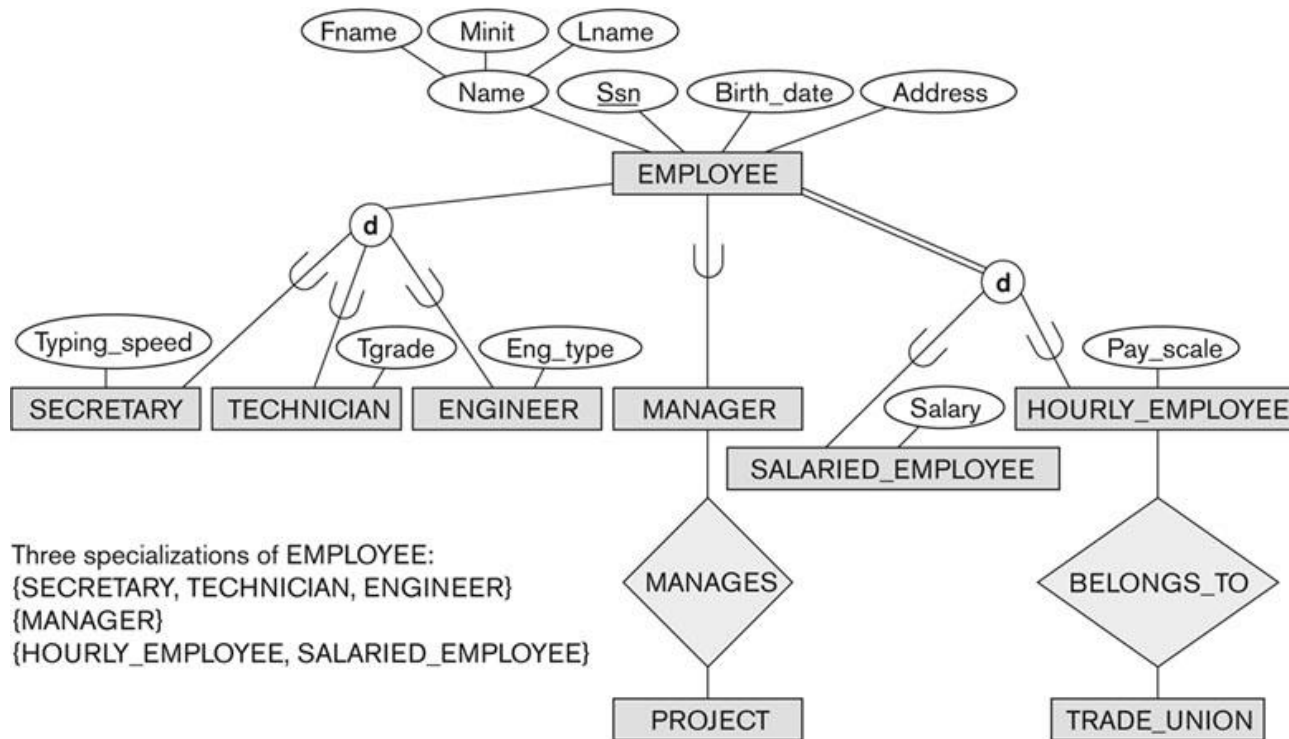 Fname Minit Lname
Name Ssn Birth_date Address
EMPLOYEE
d
d
Typing_speed Tgrade Eng_type Pay_scale
SECRETARY TECHNICIAN ENGINEER MANAGER Salary HOURLY_EMPLOYEE
SALARIED_EMPLOYEE
Three specializations of EMPLOYEE:
{SECRETARY, TECHNICIAN, ENGINEER}
{MANAGER}
{HOURLY_EMPLOYEE, SALARIED_EMPLOYEE}
MANAGES BELONGS_TO
PROJECT TRADE_UNION